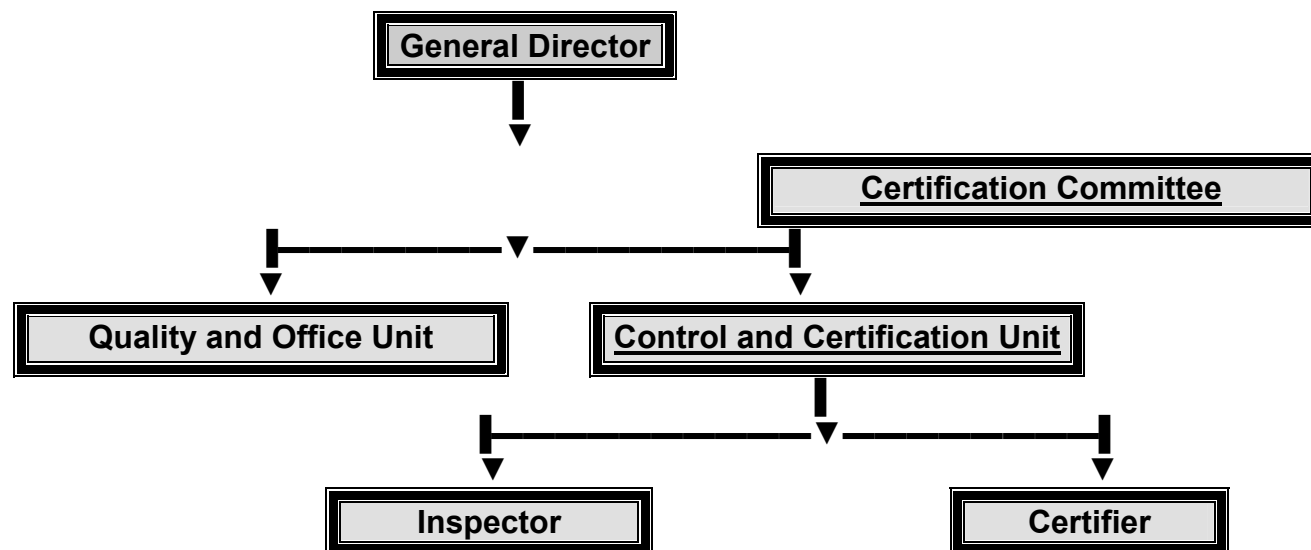 General Director
Certification Committee
Quality and Office Unit
Control and Certification Unit
Inspector
Certifier